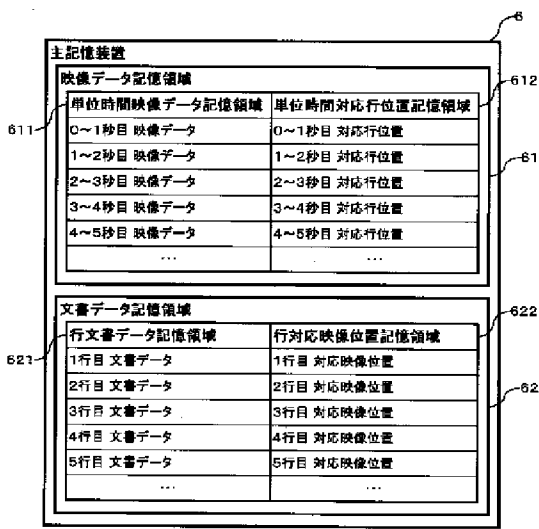 6
主記憶装置
映像データ記憶領域
612
単位時間映像データ記憶領域 単位時間対応行位置記憶領域
611
0～1秒目 映像データ 0～1秒目 対応行位置
1～2秒目 映像データ 1～2秒目 対応行位置
61
2～3秒目 映像データ 2～3秒目 対応行位置
3～4秒目 映像データ 3～4秒目 対応行位置
4～5秒目 映像データ 4～5秒目 対応行位置
... ...
文書データ記憶領域
622
行文書データ記憶領域 行対応映像位置記憶領域
621
1行目 文書データ 1行目 対応映像位置
2行目 文書データ 2行目 対応映像位置
62
3行目 文書データ 3行目 対応映像位置
4行目 文書データ 4行目 対応映像位置
5行目 文書データ 5行目 対応映像位置
... ...